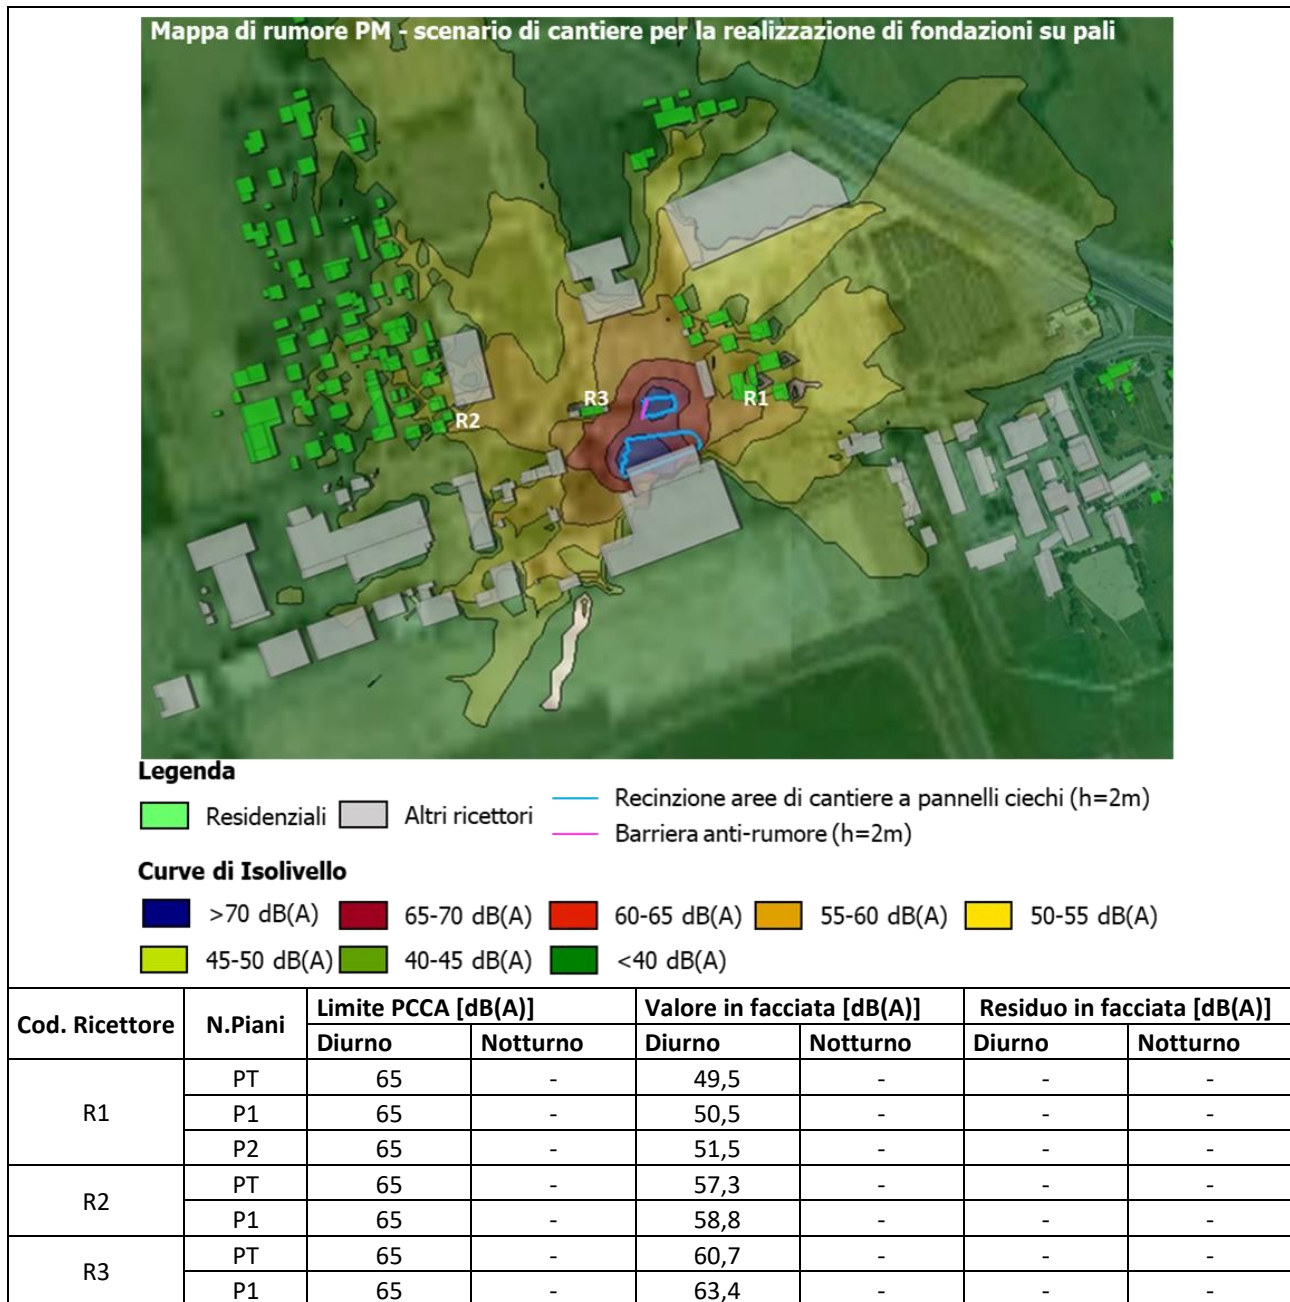 Mappa di rumore PM - scenario di cantiere per la realizzazione di fondazioni su pali
R3
R1
R2
Legenda
Residenziali Altri ricettori Recinzione aree di cantiere a pannelli ciechi (h=2m)
Barriera anti-rumore (h=2m)
Curve di Isolivello
>70 dB(A) 65-70 dB(A) 60-65 dB(A) 55-60 dB(A) 50-55 dB(A)
45-50 dB(A) 40-45 dB(A) <40 dB(A)
Cod. Ricettore N.Piani Limite PCCA [dB(A)] Valore in facciata [dB(A)] Residuo in facciata [dB(A)]
Diurno Notturno Diurno Notturno Diurno Notturno
R1 PT 65 - 49,5 - - -
P1 65 - 50,5 - - -
P2 65 - 51,5 - - -
R2 PT 65 - 57,3 - - -
P1 65 - 58,8 - - -
R3 PT 65 - 60,7 - - -
P1 65 - 63,4 - - -